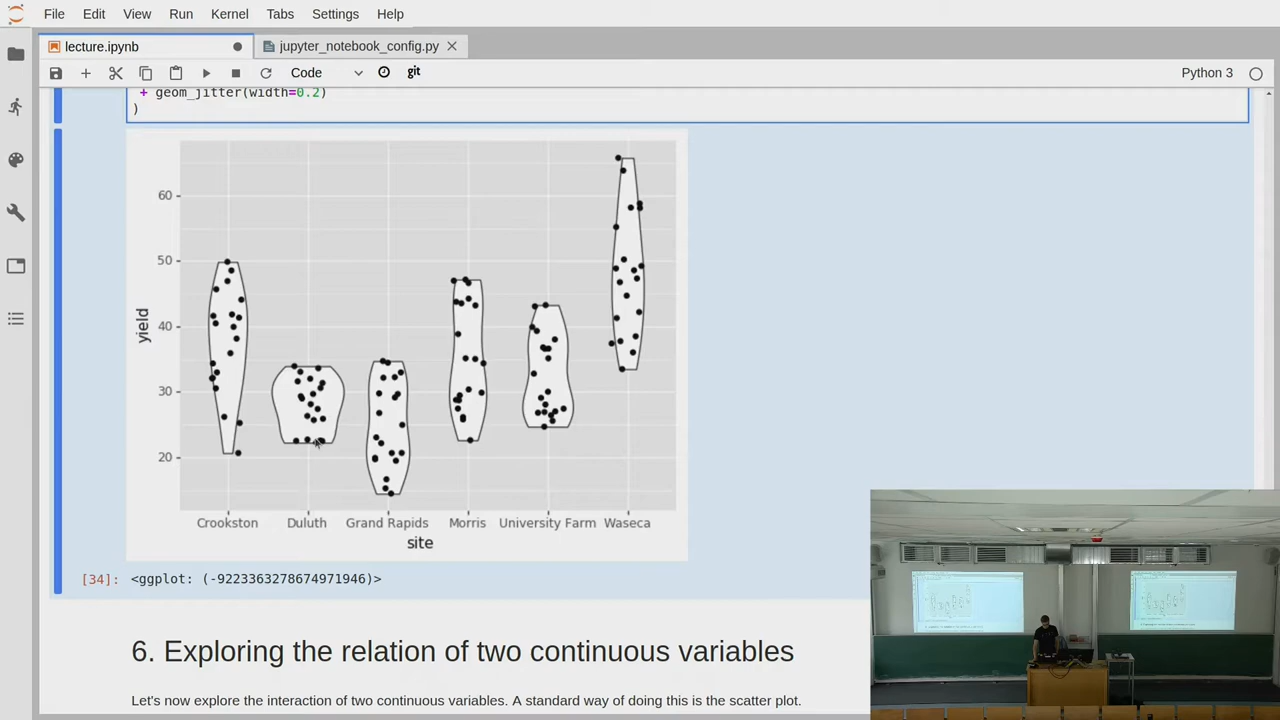 File Edit View Run Kernel Tabs Settings Help
lecture.ipynb jupyter_notebook_config.py
Code git Python 3
+ geom_jitter(width=0.2)
)
60
50
40
30
20
yield
Crookston Duluth Grand Rapids Morris University Farm Waseca
site
[34]: <ggplot: (-9223363278674971946)>
6. Exploring the relation of two continuous variables
Let's now explore the interaction of two continuous variables. A standard way of doing this is the scatter plot.